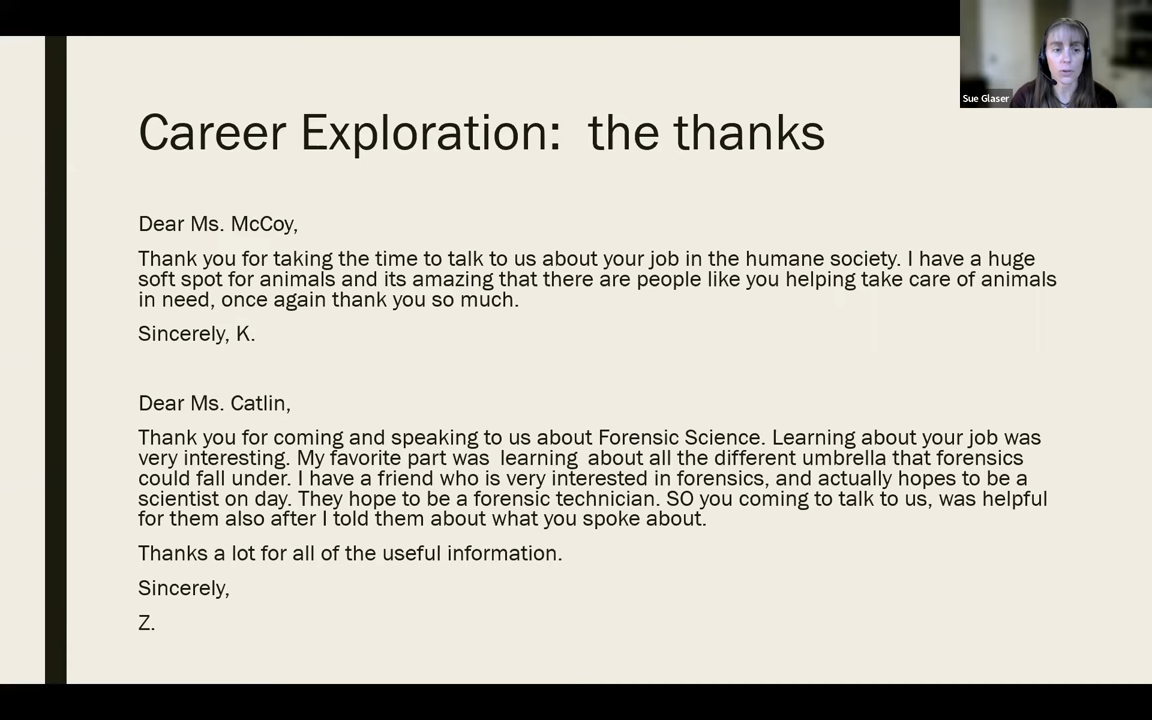 Sue Glaser
Career Exploration:  the thanks
Dear Ms. McCoy,
Thank you for taking the time to talk to us about your job in the humane society. I have a huge
soft spot for animals and its amazing that there are people like you helping take care of animals
in need, once again thank you so much.
Sincerely, K.
Dear Ms. Catlin,
Thank you for coming and speaking to us about Forensic Science. Learning about your job was
very interesting. My favorite part was  learning  about all the different umbrella that forensics
could fall under. I have a friend who is very interested in forensics, and actually hopes to be a
scientist on day. They hope to be a forensic technician. SO you coming to talk to us, was helpful
for them also after I told them about what you spoke about.
Thanks a lot for all of the useful information.
Sincerely,
Z.